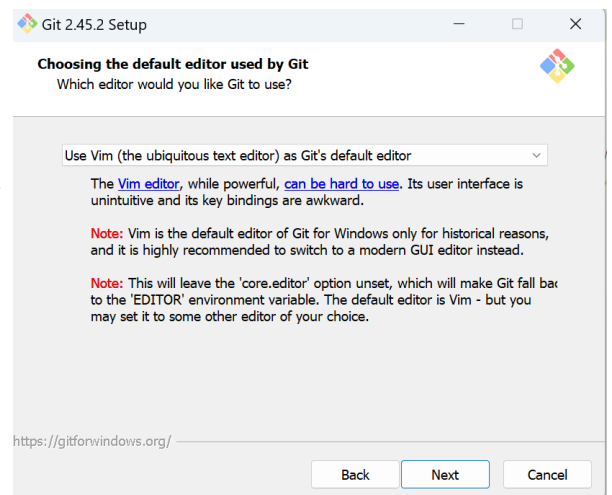 Git 2.45.2 Setup
Choosing the default editor used by Git
Which editor would you like Git to use?
Use Vim (the ubiquitous text editor) as Git's default editor
The Vim editor, while powerful, can be hard to use. Its user interface is
unintuitive and its key bindings are awkward.
Note: Vim is the default editor of Git for Windows only for historical reasons,
and it is highly recommended to switch to a modern GUI editor instead.
Note: This will leave the 'core.editor' option unset, which will make Git fall bac
to the 'EDITOR' environment variable. The default editor is Vim - but you
may set it to some other editor of your choice.
https://gitforwindows.org/
Back Next Cancel